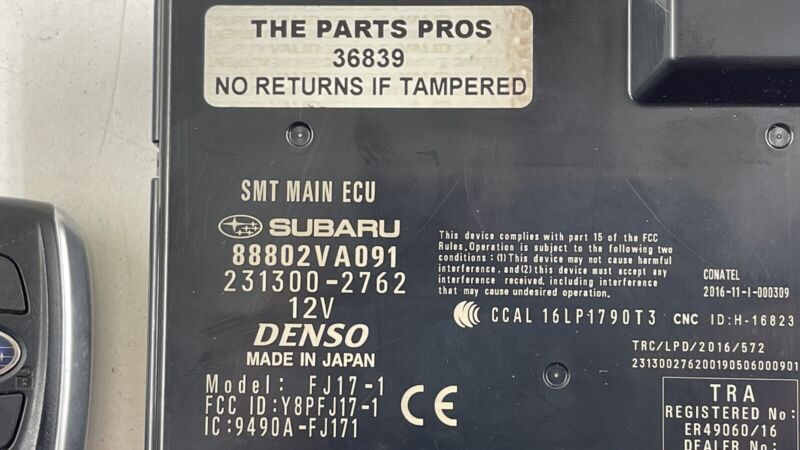 THE PARTS PROS
36839
NO RETURNS IF TAMPERED
SMT MAIN ECU
SUBARU
88802VA091
231300-2762
12V
DENSO
MADE IN JAPAN
Model: FJ17-1
FCC ID:Y8PFJ17-1
IC:9490A-FJ171
CE
This device complies with part 15 of the FCC
Rules. Operation is subject to the following two
conditions:(1)This device may not cause harmful
interference, and(2)this device must accept any
interference received, including interference
that may cause undesired operation.
CONATEL
2016-11-I-000309
CCAL 16LP1790T3
CNC ID:H-16823
TRC/LPD/2016/572
231300276200190506000901
TRA
REGISTERED No:
ER49060/16
DEALER No: